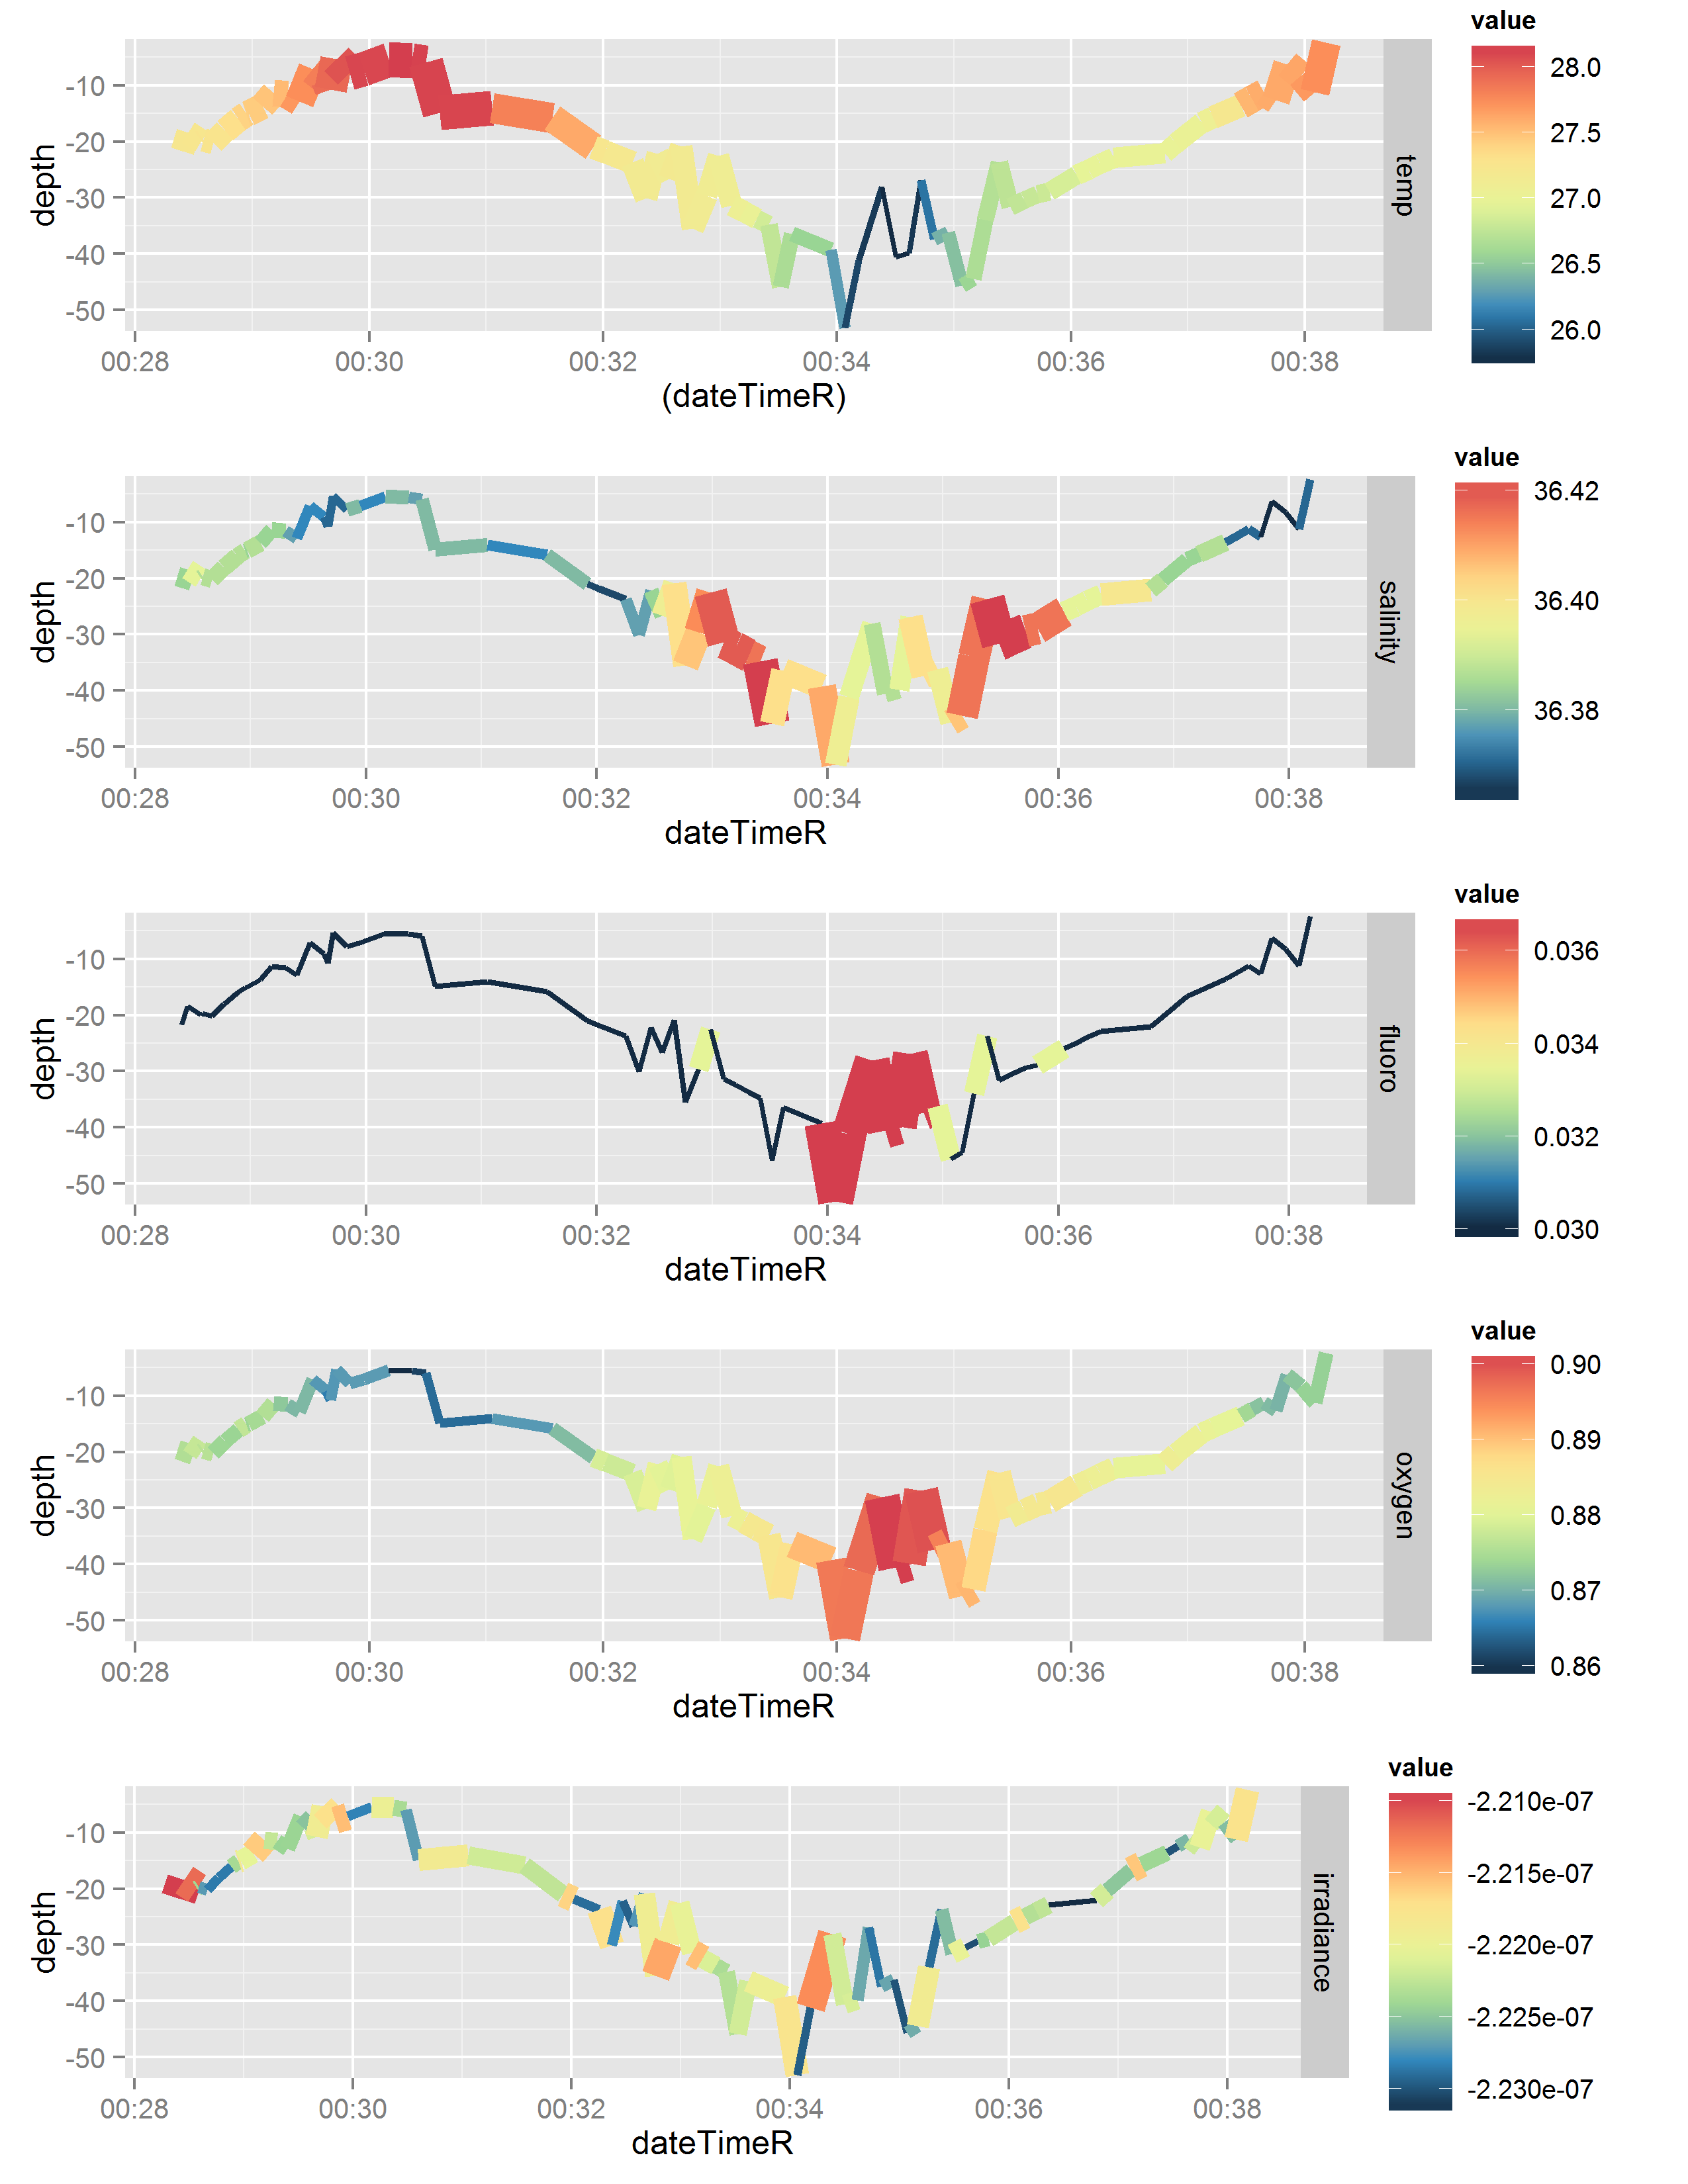 value
28.0
-10
27.5
-20
depth
temp
27.0
-30
-40
26.5
-50
26.0
00:28 00:30 00:32 00:34 00:36 00:38
(dateTimeR)
value
36.42
-10
-20
36.40
depth
salinity
-30
-40
36.38
-50
00:28 00:30 00:32 00:34 00:36 00:38
dateTimeR
value
0.036
-10
-20
0.034
depth
fluoro
-30
-40
0.032
-50
0.030
00:28 00:30 00:32 00:34 00:36 00:38
dateTimeR
value
0.90
-10
0.89
-20
depth
oxygen
0.88
-30
-40
0.87
-50
0.86
00:28 00:30 00:32 00:34 00:36 00:38
dateTimeR
value
-2.210e-07
-10
-2.215e-07
-20
depth
irradiance
-2.220e-07
-30
-40
-2.225e-07
-50
-2.230e-07
00:28 00:30 00:32 00:34 00:36 00:38
dateTimeR